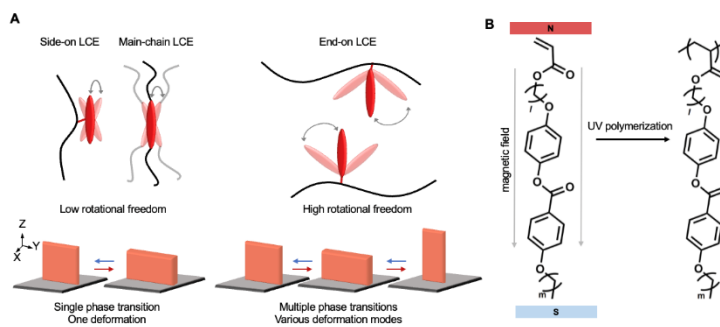 A
Side-on LCE
Main-chain LCE
End-on LCE
Low rotational freedom
High rotational freedom
Z
Y
X
Single phase transition
One deformation
Multiple phase transitions
Various deformation modes
B
N
magnetic field
O
O
l
O
O
O
O
m
S
UV polymerization
O
O
l
O
O
O
m